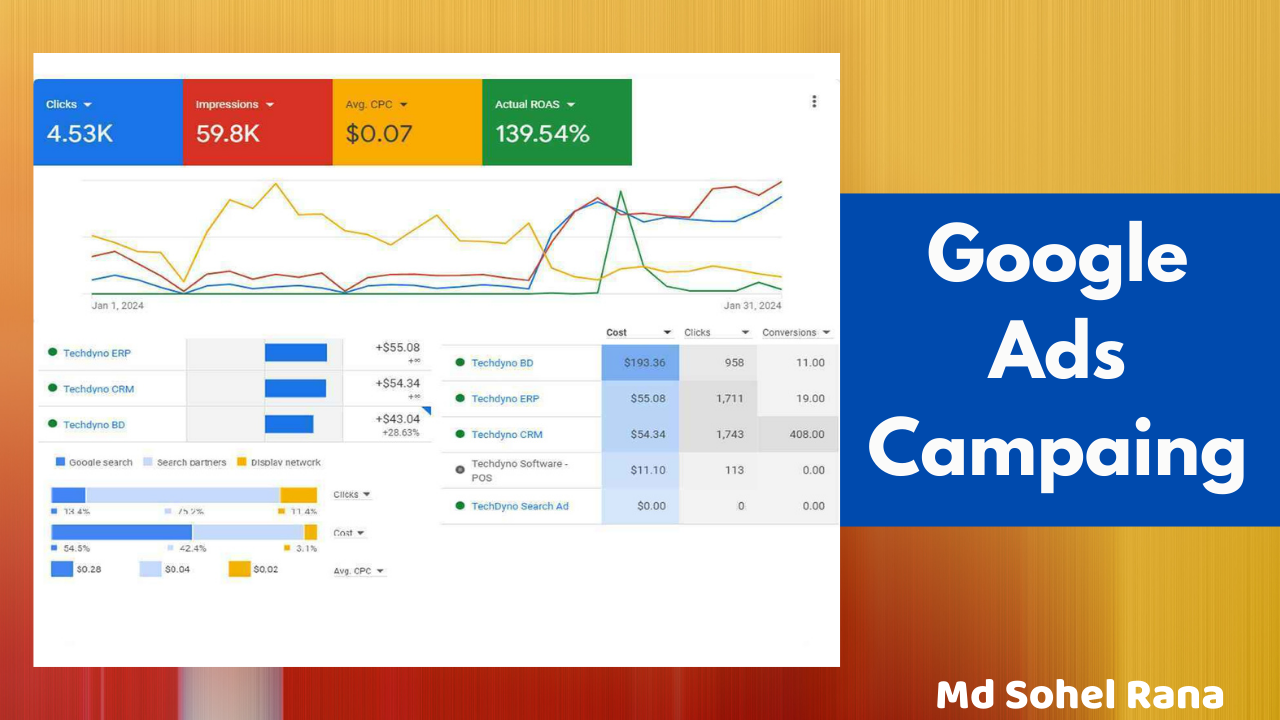 Clicks
Impressions
Avg. CPC
Actual ROAS
4.53K
59.8K
$0.07
139.54%
Jan 1, 2024
Jan 31, 2024
Techdyno ERP
+$55.08
+∞
Techdyno CRM
+$54.34
+∞
Techdyno BD
+$43.04
+28.63%
Google search
Search partners
Display network
Clicks
13.4%
75.2%
11.4%
Cost
54.5%
42.4%
3.1%
$0.28
$0.04
$0.02
Avg. CPC
Cost
Clicks
Conversions
Techdyno BD
$193.36
958
11.00
Techdyno ERP
$55.08
1,711
19.00
Techdyno CRM
$54.34
1,743
408.00
Techdyno Software -
POS
$11.10
113
0.00
TechDyno Search Ad
$0.00
0
0.00
Google
Ads
Campaing
Md Sohel Rana